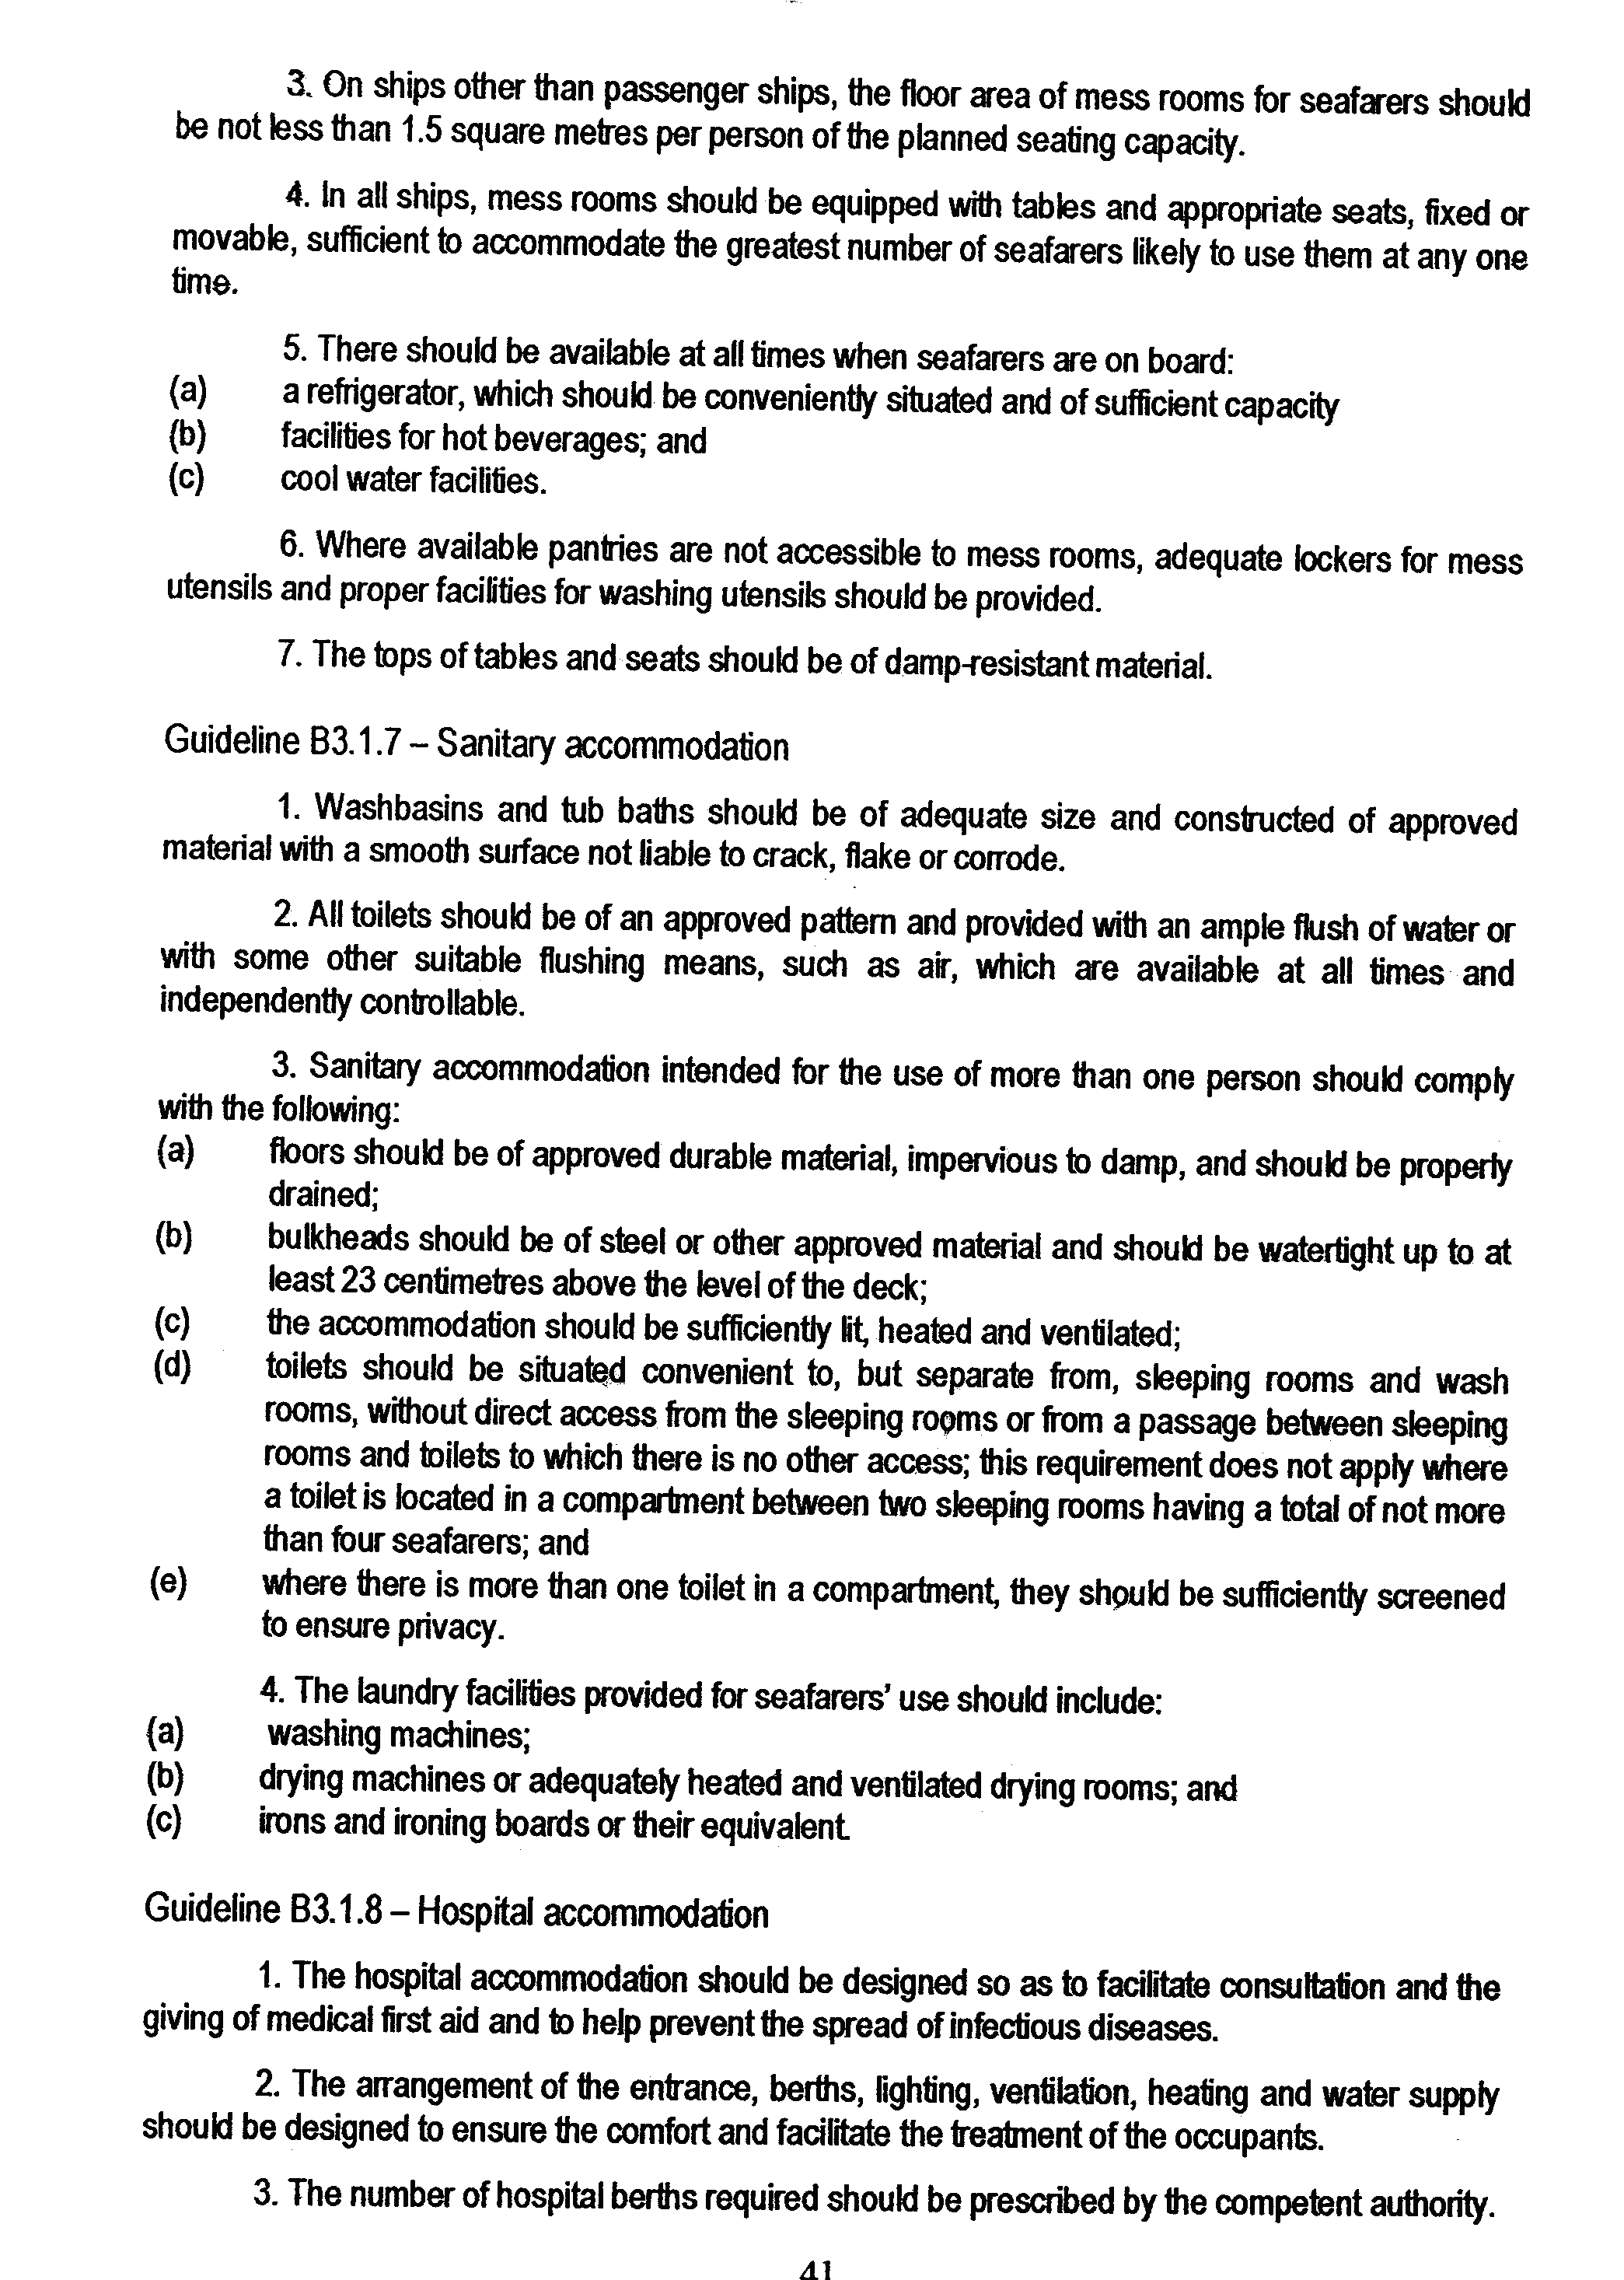 3. On ships other than passenger ships, the floor area of mess rooms for seafarers should
be not less than 1.5 square metres per person of the planned seating capacity.
4. In all ships, mess rooms should be equipped with tables and appropriate seats, fixed or
movable, sufficient to accommodate the greatest number of seafarers likely to use them at any one
time.
5. There should be available at all times when seafarers are on board:
(a) a refrigerator, which should be conveniently situated and of sufficient capacity
(b) facilities for hot beverages; and
(c) cool water facilities.
6. Where available pantries are not accessible to mess rooms, adequate lockers for mess
utensils and proper facilities for washing utensils should be provided.
7. The tops of tables and seats should be of damp-resistant material.
Guideline B3.1.7 – Sanitary accommodation
1. Washbasins and tub baths should be of adequate size and constructed of approved
material with a smooth surface not liable to crack, flake or corrode.
2. All toilets should be of an approved pattern and provided with an ample flush of water or
with some other suitable flushing means, such as air, which are available at all times and
independently controllable.
3. Sanitary accommodation intended for the use of more than one person should comply
with the following:
(a) floors should be of approved durable material, impervious to damp, and should be properly
drained;
(b) bulkheads should be of steel or other approved material and should be watertight up to at
least 23 centimetres above the level of the deck;
(c) the accommodation should be sufficiently lit, heated and ventilated;
(d) toilets should be situated convenient to, but separate from, sleeping rooms and wash
rooms, without direct access from the sleeping rooms or from a passage between sleeping
rooms and toilets to which there is no other access; this requirement does not apply where
a toilet is located in a compartment between two sleeping rooms having a total of not more
than four seafarers; and
(e) where there is more than one toilet in a compartment, they should be sufficiently screened
to ensure privacy.
4. The laundry facilities provided for seafarers' use should include:
(a) washing machines;
(b) drying machines or adequately heated and ventilated drying rooms; and
(c) irons and ironing boards or their equivalent.
Guideline B3.1.8 – Hospital accommodation
1. The hospital accommodation should be designed so as to facilitate consultation and the
giving of medical first aid and to help prevent the spread of infectious diseases.
2. The arrangement of the entrance, berths, lighting, ventilation, heating and water supply
should be designed to ensure the comfort and facilitate the treatment of the occupants.
3. The number of hospital berths required should be prescribed by the competent authority.
41